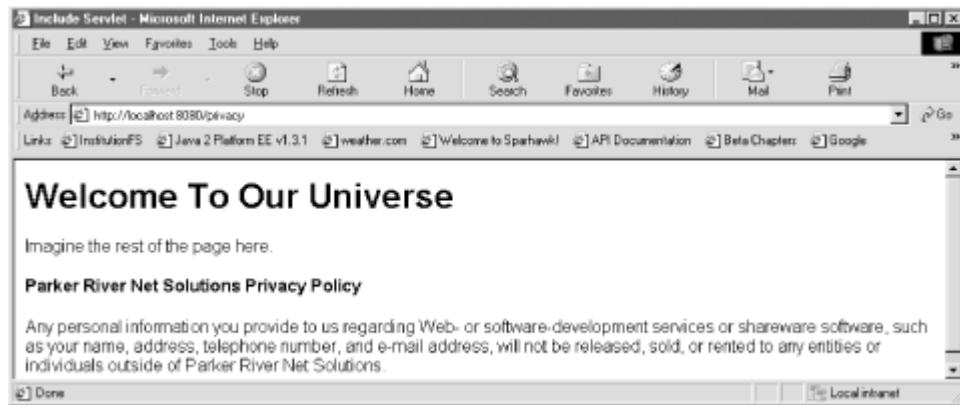 Include Servlet - Microsoft Internet Explorer
File Edit View Favorites Tools Help
Back Forward Stop Refresh Home Search Favorites History Mail Print
Address http://localhost:8080/privacy Go
Links InstitutionFS Java 2 Platform EE v1.3.1 weather.com Welcome to Sparhawk! API Documentation Beta Chapters Google
Welcome To Our Universe
Imagine the rest of the page here.
Parker River Net Solutions Privacy Policy
Any personal information you provide to us regarding Web- or software-development services or shareware software, such
as your name, address, telephone number, and e-mail address, will not be released, sold, or rented to any entities or
individuals outside of Parker River Net Solutions.
Done Local intranet